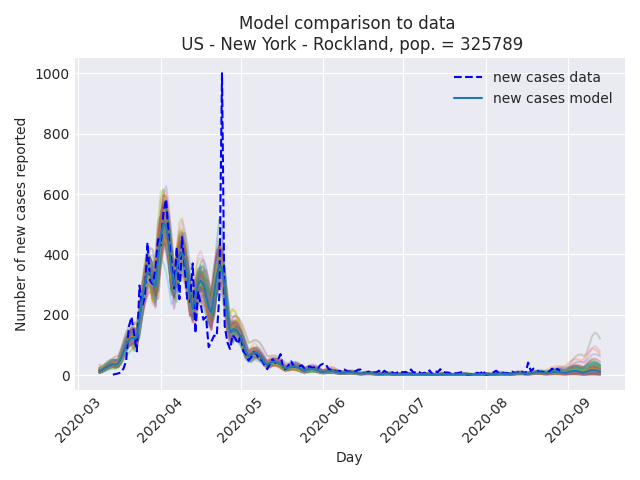 Model comparison to data
US - New York - Rockland, pop. = 325789
new cases data
new cases model
Number of new cases reported
1000
800
600
400
200
0
2020-03
2020-04
2020-05
2020-06
2020-07
2020-08
2020-09
Day